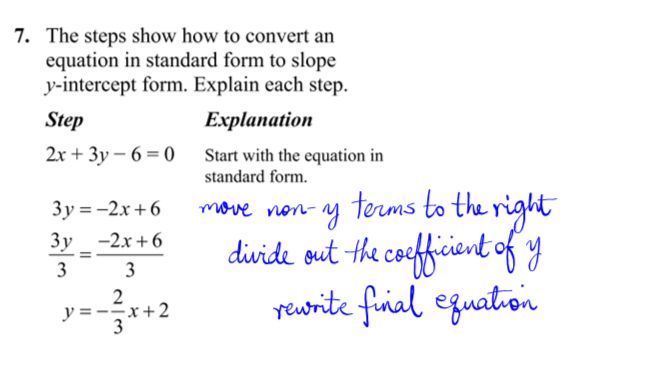 7. The steps show how to convert an
equation in standard form to slope
y-intercept form. Explain each step.
Step Explanation
2x + 3y – 6 = 0 Start with the equation in
standard form.
3y = –2x + 6 move non-y terms to the right
3y/3 = (–2x + 6)/3 divide out the coefficient of y
y = –2/3 x + 2 rewrite final equation